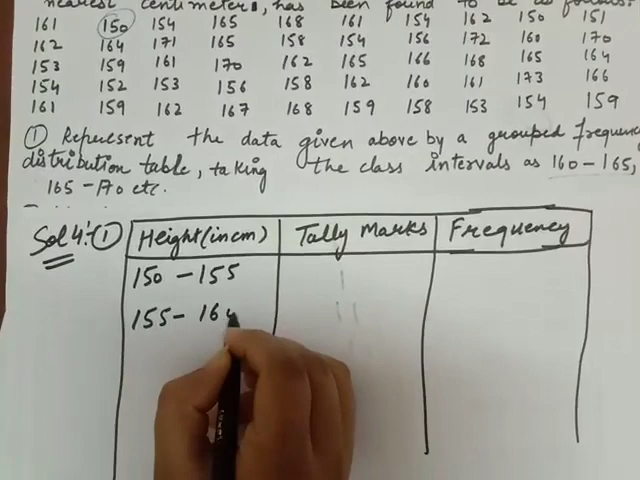 nearest centimeters, has been found to be as follows:
161 150 154 165 168 161 154 162 150 151
162 164 171 165 158 154 156 172 160 170
153 159 161 170 162 165 166 168 165 164
154 152 153 156 158 162 160 161 173 166
161 159 162 167 168 159 158 153 154 159
① Represent the data given above by a grouped frequency
distribution table, taking the class intervals as 160-165,
165-170 etc.
Sol 4:① Height (in cm) Tally Marks Frequency
150-155
155-16